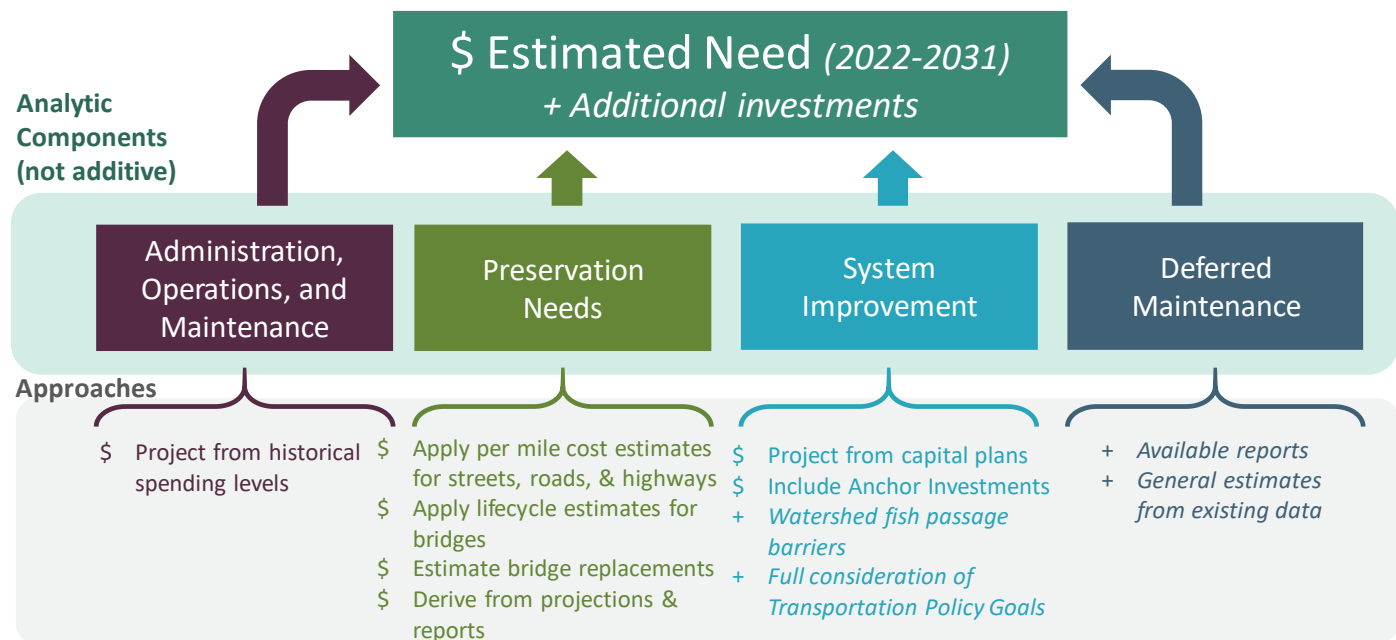 $ Estimated Need (2022-2031)
+ Additional investments
Analytic
Components
(not additive)
Administration,
Operations, and
Maintenance
Preservation
Needs
System
Improvement
Deferred
Maintenance
Approaches
$ Project from historical
spending levels
$ Apply per mile cost estimates
for streets, roads, & highways
$ Apply lifecycle estimates for
bridges
$ Estimate bridge replacements
$ Derive from projections &
reports
$ Project from capital plans
$ Include Anchor Investments
+ Watershed fish passage
barriers
+ Full consideration of
Transportation Policy Goals
+ Available reports
+ General estimates
from existing data